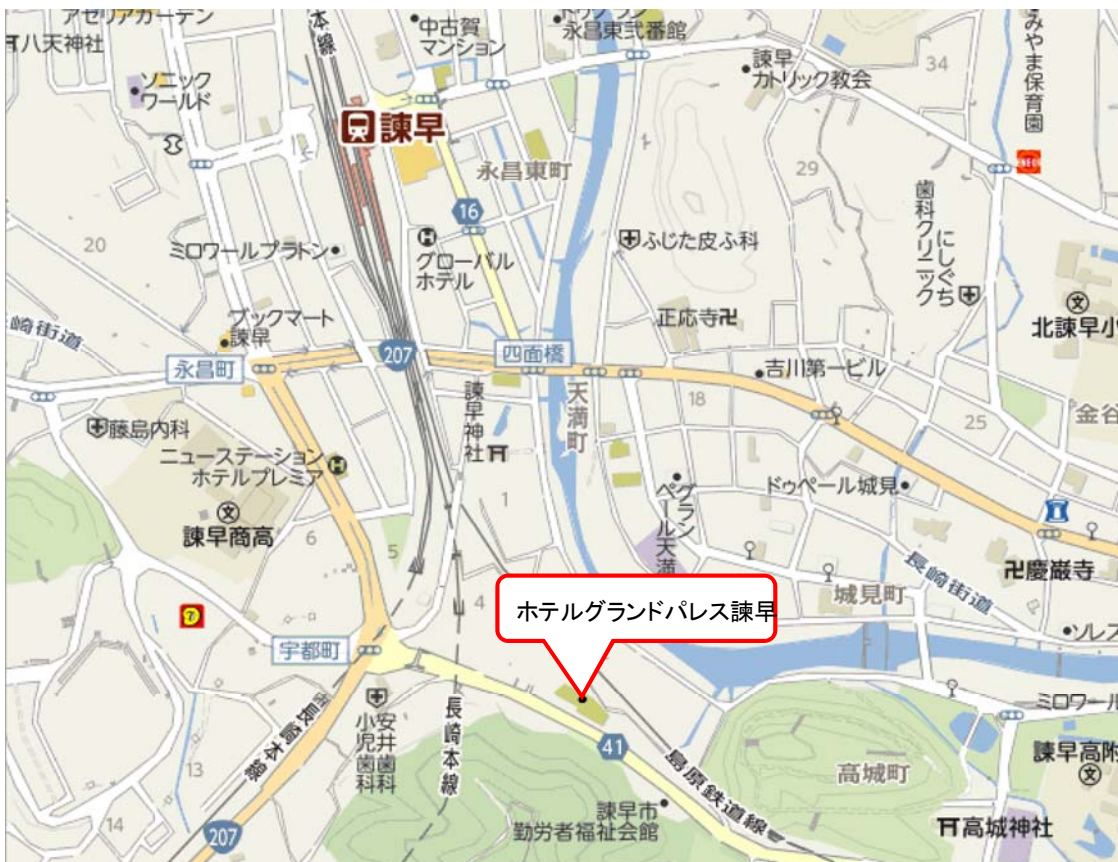 アゼリアガーデン
本線
中古賀
マンション
永昌東弐番館
みやま保育園
八天神社
ソニック
ワールド
諫早
カトリック教会
34
諫早
16
永昌東町
29
ENEOS
16
20
ミロワールプラトン
グローバル
ホテル
ふじた皮ふ科
にしぐち
歯科クリニック
ブックマート
諫早
正応寺
北諫早小
崎街道
永昌町
207
四面橋
吉川第一ビル
天満町
18
25
金谷
藤島内科
諫早神社
ニューステーション
ホテルプレミア
グラン
ペール天満
ドゥペール城見
1
諫早商高
6
5
4
長崎街道
慶巌寺
ホテルグランドパレス諫早
城見町
ソレス
宇都町
安井歯科
小児歯科
長崎本線
旧長崎本線
41
島原鉄道線
ミロワール
高城町
諫早高附
13
14
207
諫早市
勤労者福祉会館
高城神社